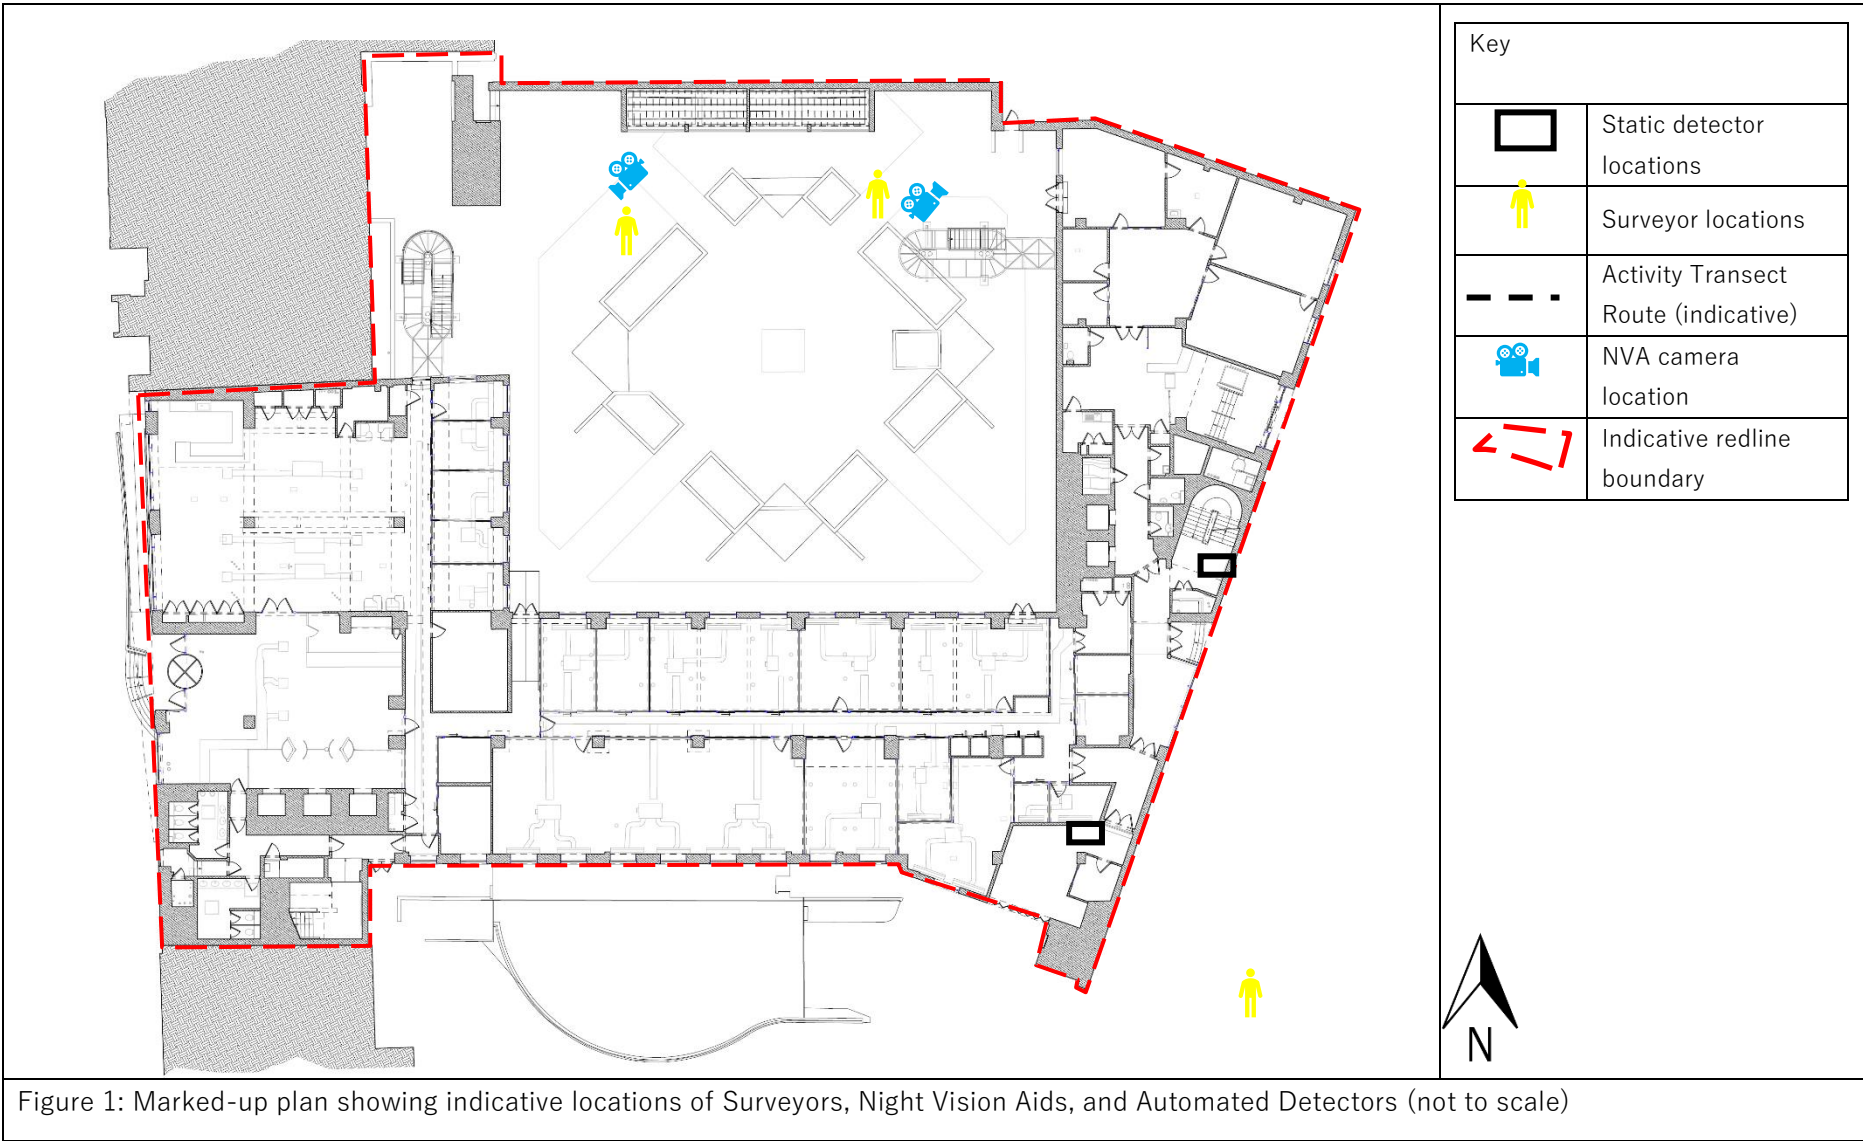 Key
Static detector
locations
Surveyor locations
Activity Transect
Route (indicative)
NVA camera
location
Indicative redline
boundary
N
Figure 1: Marked-up plan showing indicative locations of Surveyors, Night Vision Aids, and Automated Detectors (not to scale)